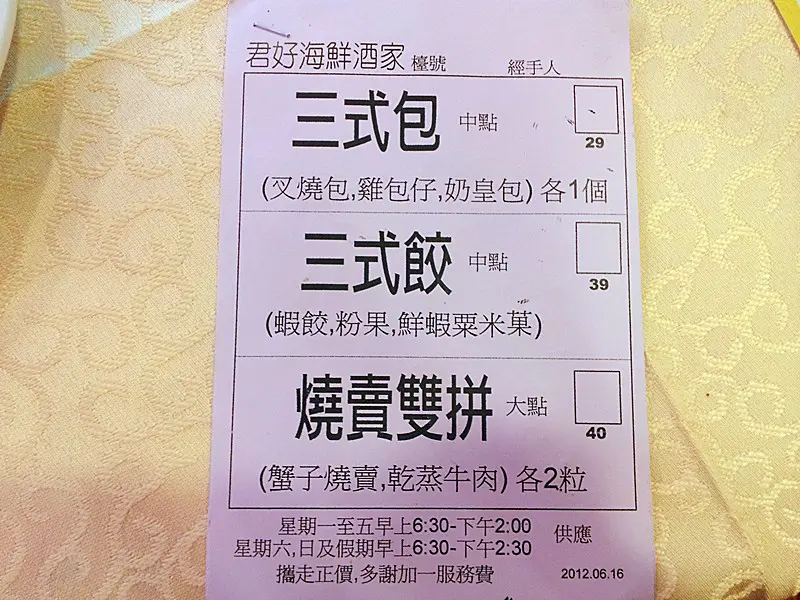 君好海鮮酒家 檯號 經手人
三式包 中點
29
(叉燒包,雞包仔,奶皇包) 各1個
三式餃 中點
39
(蝦餃,粉果,鮮蝦粟米菓)
燒賣雙拼 大點
40
(蟹子燒賣,乾蒸牛肉) 各2粒
星期一至五早上6:30-下午2:00
供應
星期六,日及假期早上6:30-下午2:30
攜走正價,多謝加一服務費 2012.06.16